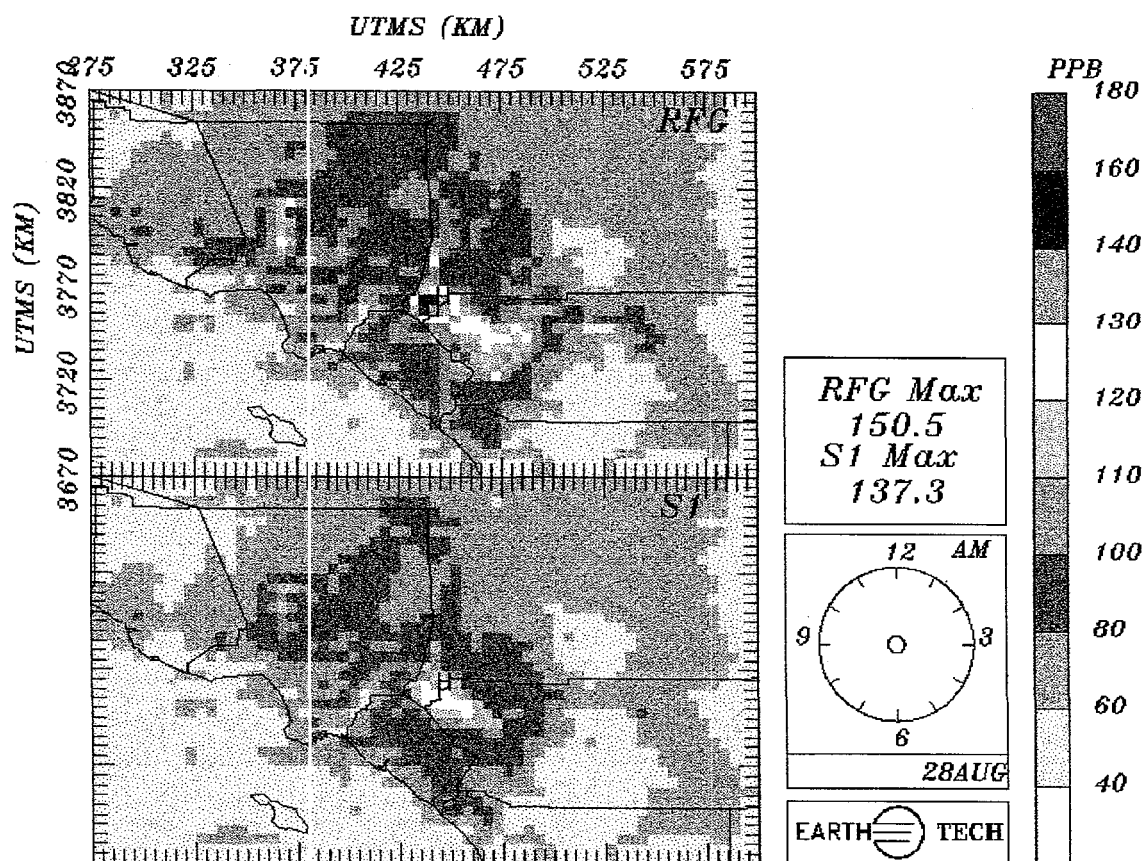 UTMS (KM)
275 325 375 425 475 525 575
PPB
UTMS (KM)
3870
3820
3770
3720
3670
RFG
S1
180
160
140
130
120
110
100
80
60
40
RFG Max
150.5
S1 Max
137.3
12 AM
9 3
6
28AUG
EARTH TECH